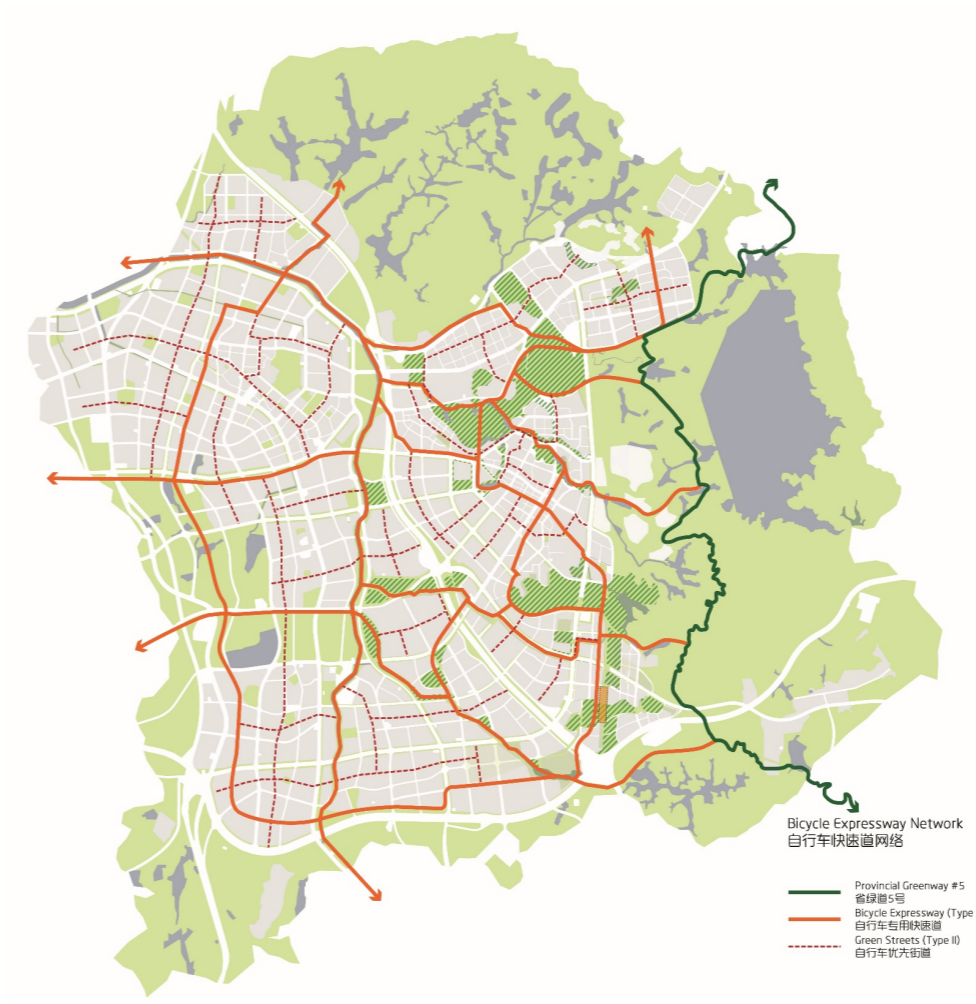 Bicycle Expressway Network
自行车快速道网络
Provincial Greenway #5
省绿道5号
Bicycle Expressway (Type
自行车专用快速道
Green Streets (Type II)
自行车优先街道